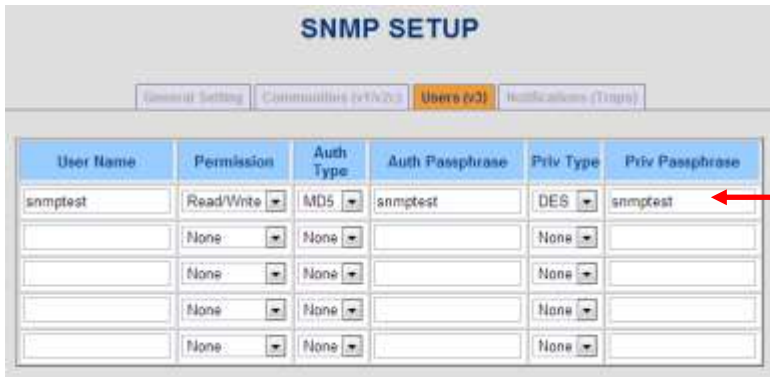 SNMP SETUP
General Setting Communities (v1/v2c) Users (v3) Notifications (Traps)
User Name Permission Auth Type Auth Passphrase Priv Type Priv Passphrase
snmptest Read/Write MD5 snmptest DES snmptest
None None None
None None None
None None None
None None None